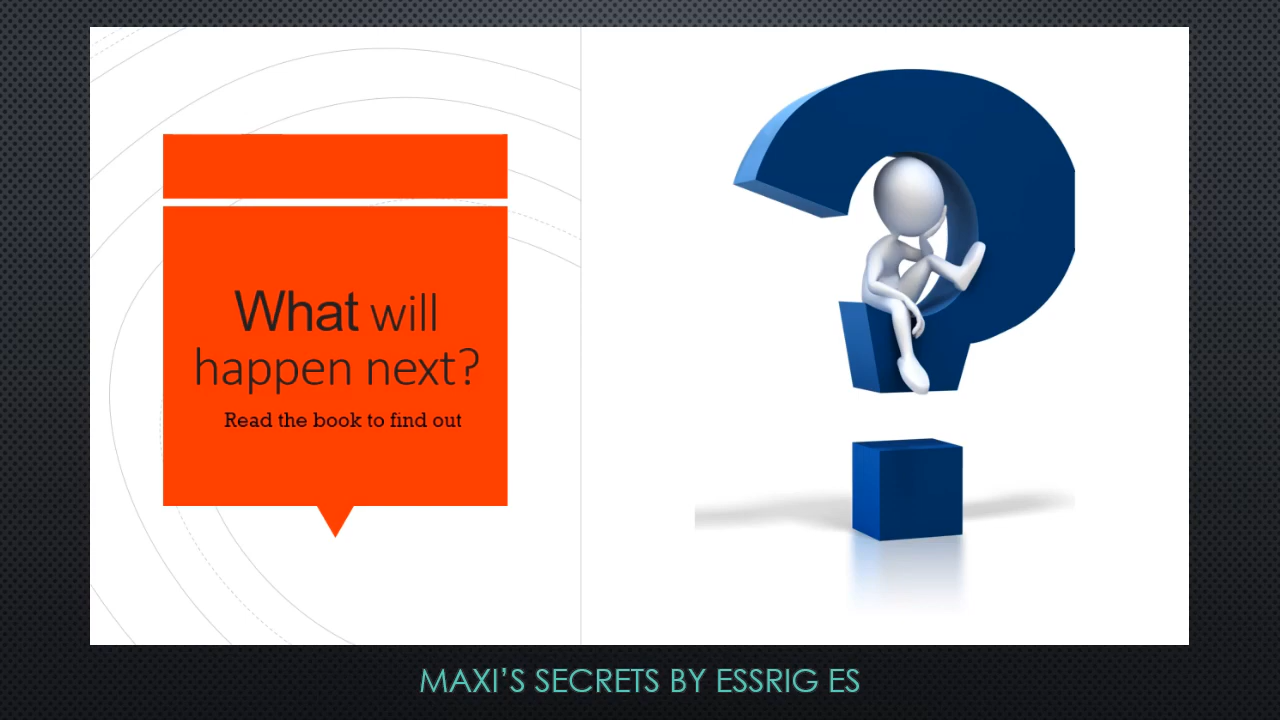 What will
happen next?
Read the book to find out
MAXI'S SECRETS BY ESSRIG ES